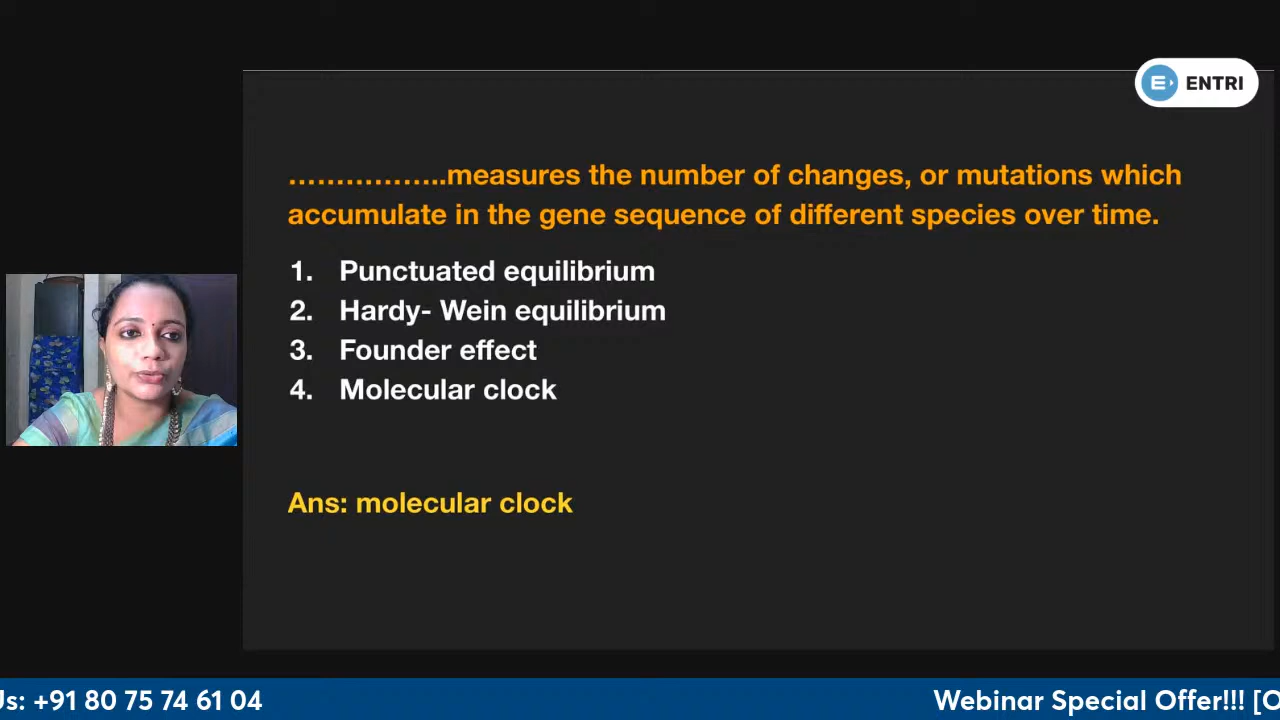 ENTRI
………………..measures the number of changes, or mutations which
accumulate in the gene sequence of different species over time.
1. Punctuated equilibrium
2. Hardy- Wein equilibrium
3. Founder effect
4. Molecular clock
Ans: molecular clock
Us: +91 80 75 74 61 04
Webinar Special Offer!!! [O